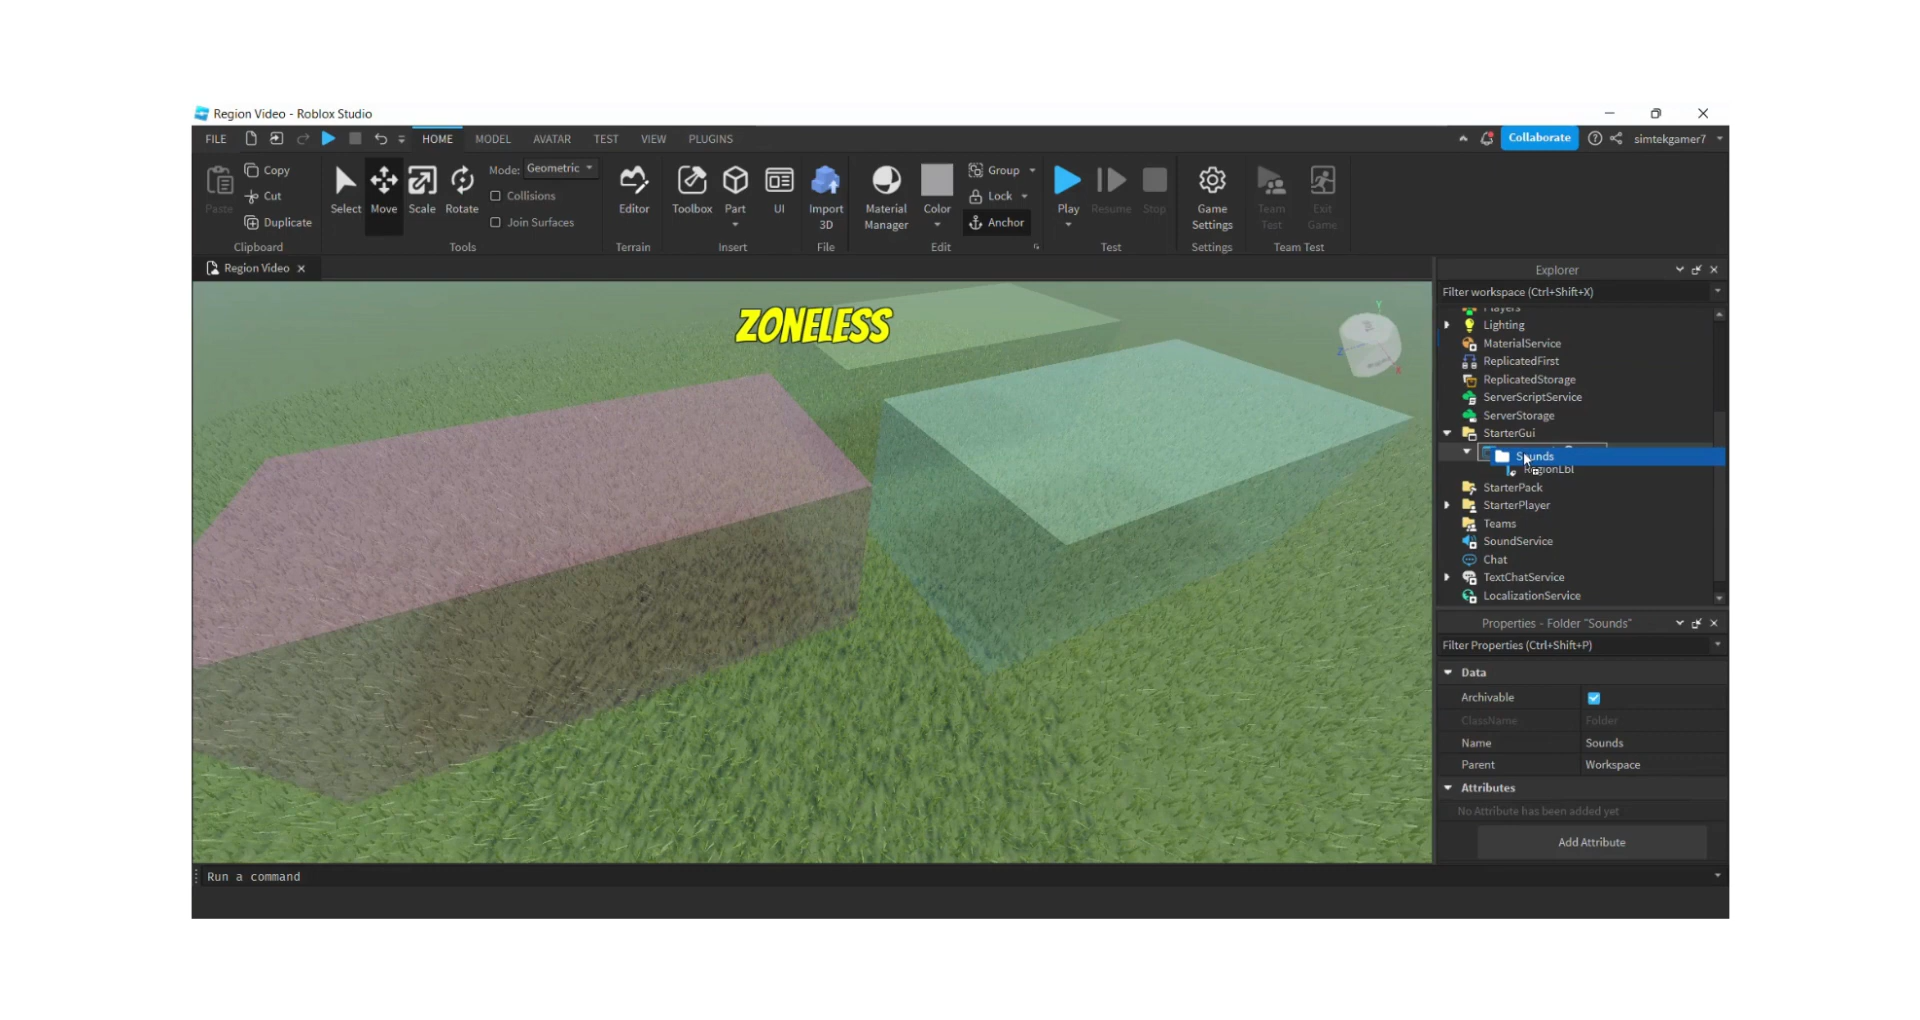 Region Video - Roblox Studio
FILE HOME MODEL AVATAR TEST VIEW PLUGINS Collaborate simtekgamer7
Paste Copy Cut Duplicate
Clipboard
Select Move Scale Rotate
Mode: Geometric
Collisions
Join Surfaces
Tools
Editor
Terrain
Toolbox Part UI
Insert
Import 3D
File
Material Manager Color
Group
Lock
Anchor
Edit
Play Resume Stop
Test
Game Settings
Settings
Team Test Exit Game
Team Test
Region Video
ZONELESS
Y
Explorer
Filter workspace (Ctrl+Shift+X)
Players
Lighting
MaterialService
ReplicatedFirst
ReplicatedStorage
ServerScriptService
ServerStorage
StarterGui
Sounds
RegionLbl
StarterPack
StarterPlayer
Teams
SoundService
Chat
TextChatService
LocalizationService
Properties - Folder "Sounds"
Filter Properties (Ctrl+Shift+P)
Data
Archivable
ClassName Folder
Name Sounds
Parent Workspace
Attributes
No Attribute has been added yet
Add Attribute
Run a command